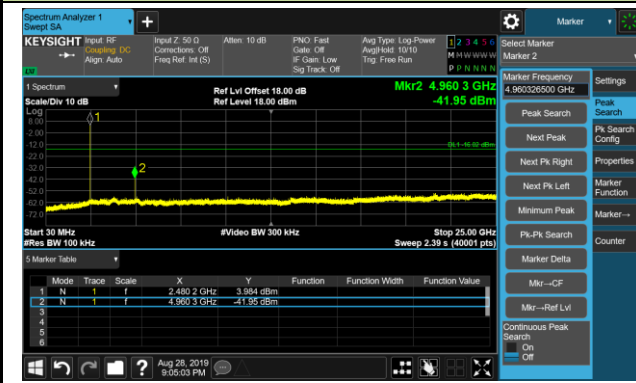 Spectrum Analyzer 1
Swept SA
+
Marker
KEYSIGHT Input: RF Input Z: 50 Ω Atten: 10 dB PNO: Fast Avg Type: Log-Power 1 2 3 4 5 6
Coupling: DC Corrections: Off Gate: Off Avg|Hold: 10/10 M M W W W W
Align: Auto Freq Ref: Int (S) IF Gain: Low Trig: Free Run P P N N N N
Sig Track: Off
LV
Select Marker
Marker 2
1 Spectrum
Ref Lvl Offset 18.00 dB Mkr2 4.960 3 GHz
Scale/Div 10 dB Ref Level 18.00 dBm -41.95 dBm
Log
8.00
-2.00
-12.0
-22.0
-32.0
-42.0
-52.0
-62.0
-72.0
1
2
DL1 -16.02 dBm
Start 30 MHz #Video BW 300 kHz Stop 25.00 GHz
#Res BW 100 kHz Sweep 2.39 s (40001 pts)
5 Marker Table
Mode Trace Scale X Y Function Function Width Function Value
1 N 1 f 2.480 2 GHz 3.984 dBm
2 N 1 f 4.960 3 GHz -41.95 dBm
3
4
5
6
Marker Frequency
4.960326500 GHz
Peak Search
Next Peak
Next Pk Right
Next Pk Left
Minimum Peak
Pk-Pk Search
Marker Delta
Mkr→CF
Mkr→Ref Lvl
Continuous Peak
Search
On
Off
Settings
Peak
Search
Pk Search
Config
Properties
Marker
Function
Marker→
Counter
?
Aug 28, 2019
9:05:03 PM